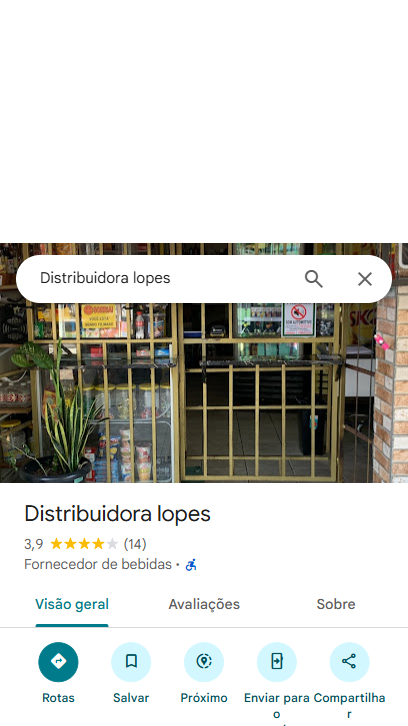 Distribuidora lopes
Distribuidora lopes
3,9 (14)
Fornecedor de bebidas ·
Visão geral Avaliações Sobre
Rotas Salvar Próximo Enviar para o Compartilhar